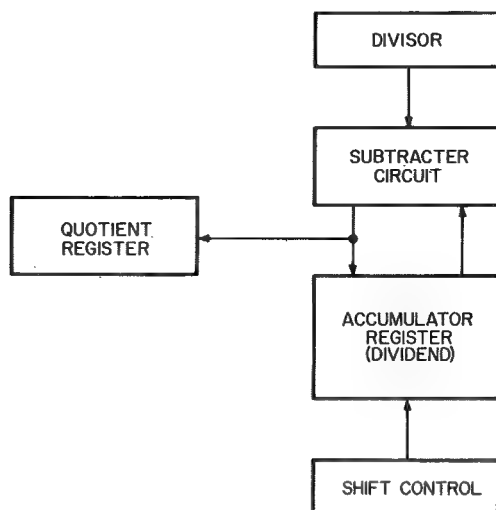 DIVISOR
SUBTRACTER
CIRCUIT
QUOTIENT
REGISTER
ACCUMULATOR
REGISTER
(DIVIDEND)
SHIFT CONTROL